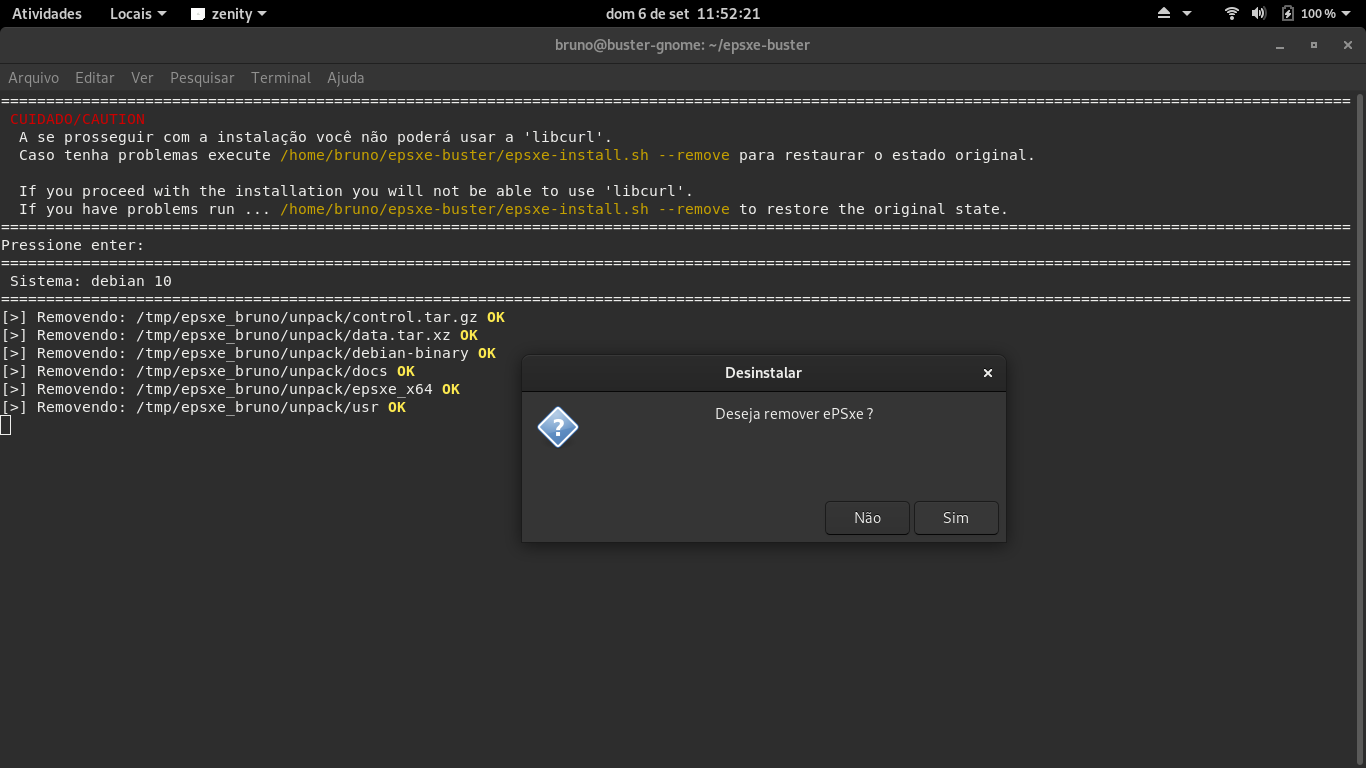 Atividades Locais zenity dom 6 de set 11:52:21 100 %
bruno@buster-gnome: ~/epsxe-buster
Arquivo Editar Ver Pesquisar Terminal Ajuda
======================================================================================================================================================
CUIDADO/CAUTION
A se prosseguir com a instalação você não poderá usar a 'libcurl'.
Caso tenha problemas execute /home/bruno/epsxe-buster/epsxe-install.sh --remove para restaurar o estado original.
If you proceed with the installation you will not be able to use 'libcurl'.
If you have problems run ... /home/bruno/epsxe-buster/epsxe-install.sh --remove to restore the original state.
======================================================================================================================================================
Pressione enter:
======================================================================================================================================================
Sistema: debian 10
======================================================================================================================================================
[>] Removendo: /tmp/epsxe_bruno/unpack/control.tar.gz OK
[>] Removendo: /tmp/epsxe_bruno/unpack/data.tar.xz OK
[>] Removendo: /tmp/epsxe_bruno/unpack/debian-binary OK
[>] Removendo: /tmp/epsxe_bruno/unpack/docs OK
[>] Removendo: /tmp/epsxe_bruno/unpack/epsxe_x64 OK
[>] Removendo: /tmp/epsxe_bruno/unpack/usr OK
Desinstalar
Deseja remover ePSxe ?
Não Sim